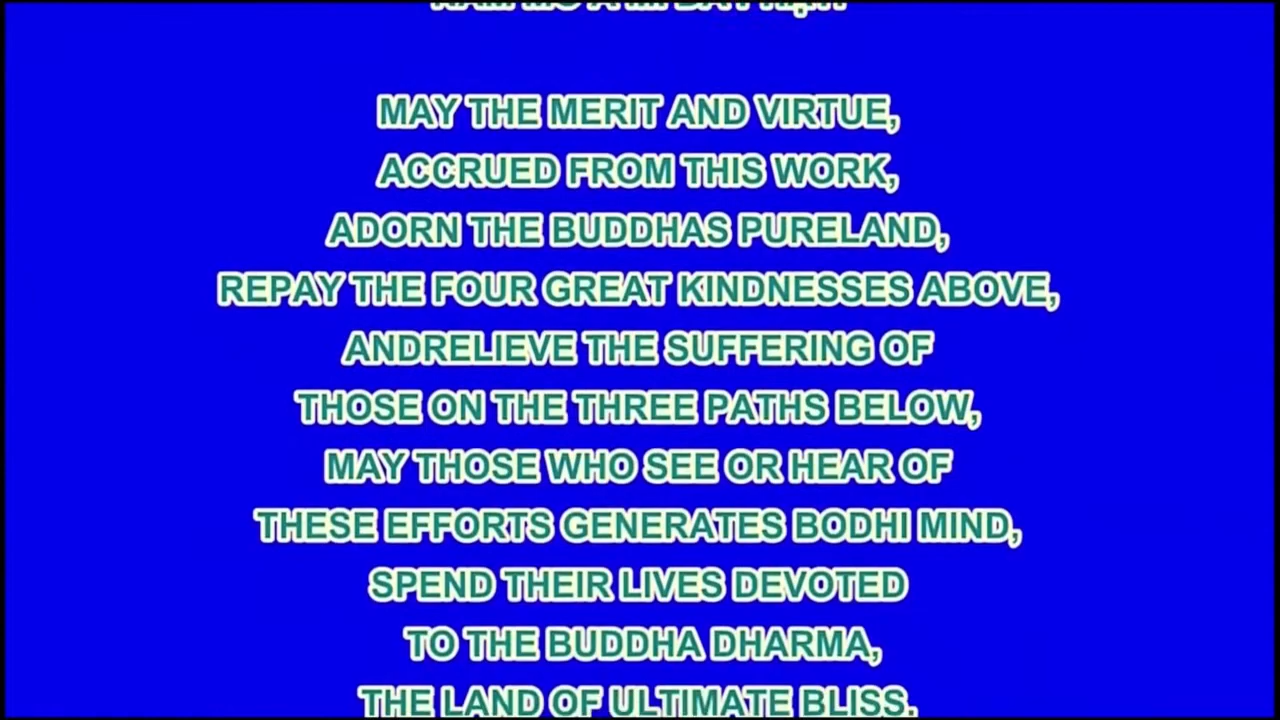 MAY THE MERIT AND VIRTUE,
ACCRUED FROM THIS WORK,
ADORN THE BUDDHAS PURELAND,
REPAY THE FOUR GREAT KINDNESSES ABOVE,
ANDRELIEVE THE SUFFERING OF
THOSE ON THE THREE PATHS BELOW,
MAY THOSE WHO SEE OR HEAR OF
THESE EFFORTS GENERATES BODHI MIND,
SPEND THEIR LIVES DEVOTED
TO THE BUDDHA DHARMA,
THE LAND OF ULTIMATE BLISS.